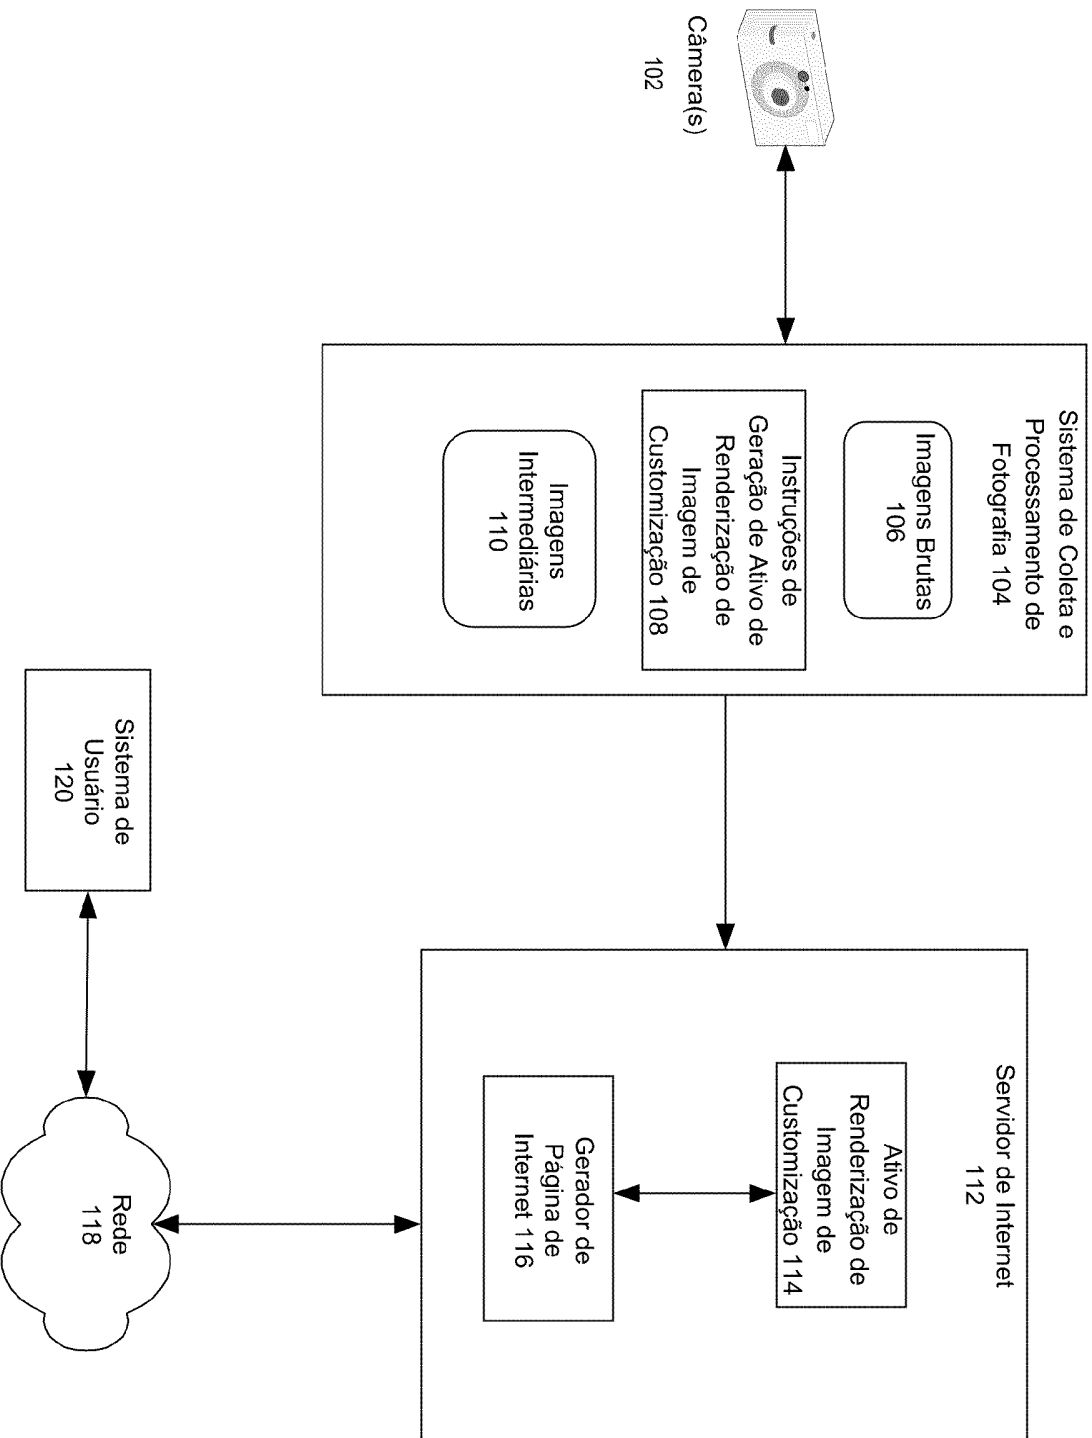 Câmera(s)
102
Sistema de Coleta e
Processamento de
Fotografia 104
Imagens Brutas
106
Instruções de
Geração de Ativo de
Renderização de
Imagem de
Customização 108
Imagens
Intermediárias
110
Servidor de Internet
112
Ativo de
Renderização de
Imagem de
Customização 114
Gerador de
Página de
Internet 116
Sistema de
Usuário
120
Rede
118